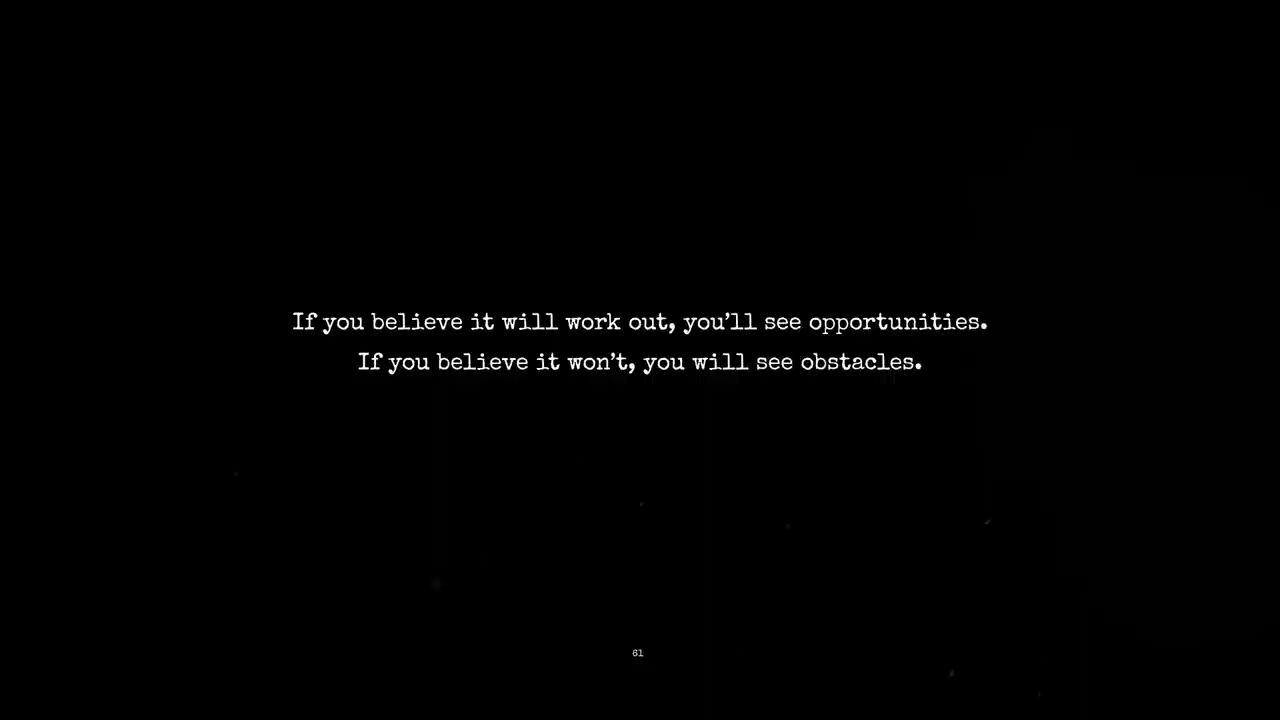 If you believe it will work out, you’ll see opportunities.
If you believe it won’t, you will see obstacles.
61